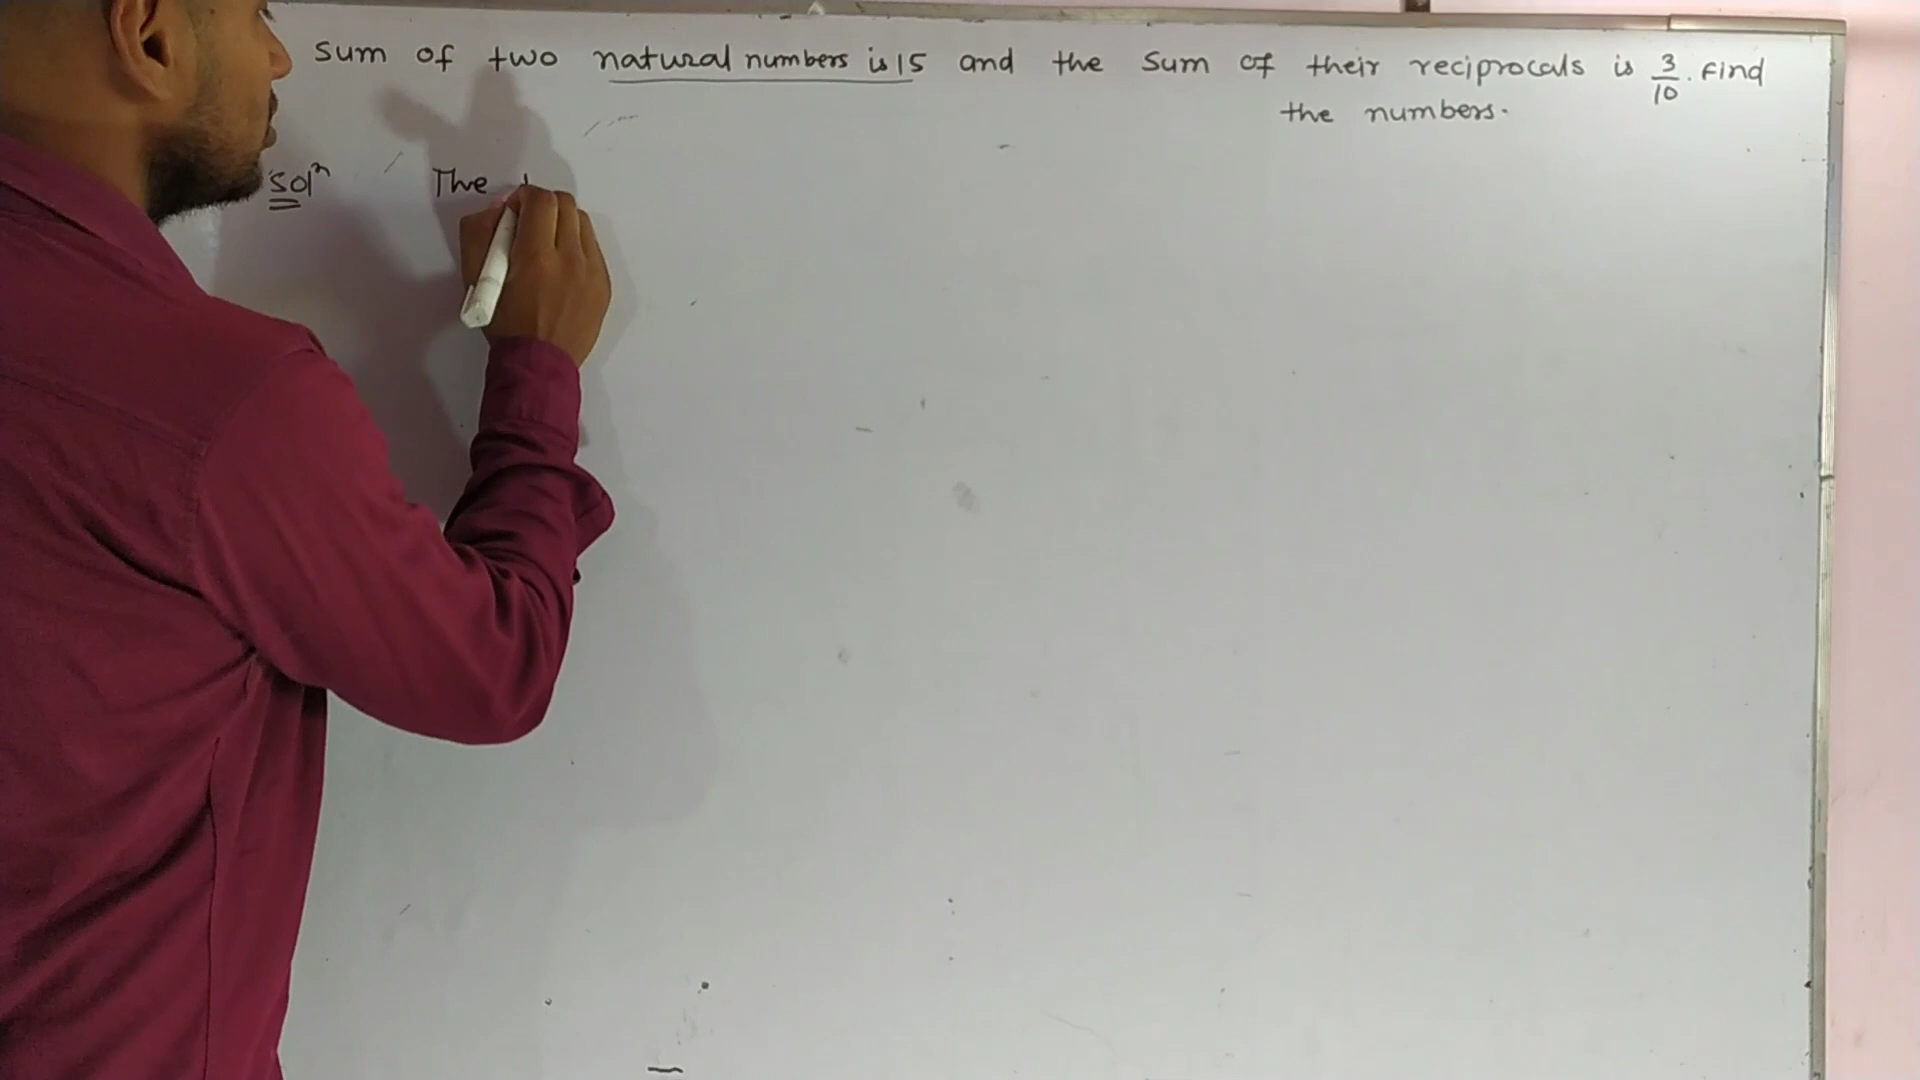 Sum of two natural numbers is 15 and the Sum of their reciprocals is 3/10. Find
the numbers.
Solⁿ The